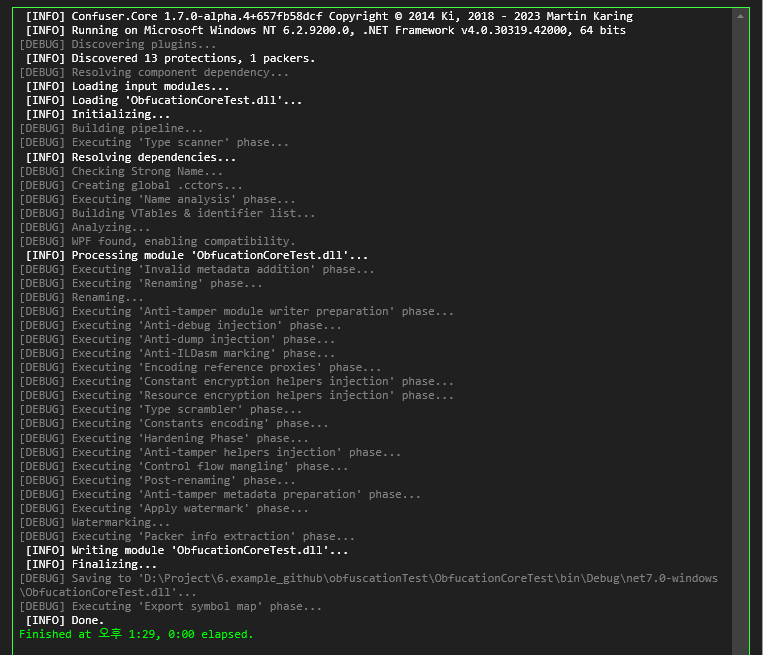 [INFO] Confuser.Core 1.7.0-alpha.4+657fb58dcf Copyright © 2014 Ki, 2018 - 2023 Martin Karing
[INFO] Running on Microsoft Windows NT 6.2.9200.0, .NET Framework v4.0.30319.42000, 64 bits
[DEBUG] Discovering plugins...
[INFO] Discovered 13 protections, 1 packers.
[DEBUG] Resolving component dependency...
[INFO] Loading input modules...
[INFO] Loading 'ObfucationCoreTest.dll'...
[INFO] Initializing...
[DEBUG] Building pipeline...
[DEBUG] Executing 'Type scanner' phase...
[INFO] Resolving dependencies...
[DEBUG] Checking Strong Name...
[DEBUG] Creating global .cctors...
[DEBUG] Executing 'Name analysis' phase...
[DEBUG] Building VTables & identifier list...
[DEBUG] Analyzing...
[DEBUG] WPF found, enabling compatibility.
[INFO] Processing module 'ObfucationCoreTest.dll'...
[DEBUG] Executing 'Invalid metadata addition' phase...
[DEBUG] Executing 'Renaming' phase...
[DEBUG] Renaming...
[DEBUG] Executing 'Anti-tamper module writer preparation' phase...
[DEBUG] Executing 'Anti-debug injection' phase...
[DEBUG] Executing 'Anti-dump injection' phase...
[DEBUG] Executing 'Anti-ILDasm marking' phase...
[DEBUG] Executing 'Encoding reference proxies' phase...
[DEBUG] Executing 'Constant encryption helpers injection' phase...
[DEBUG] Executing 'Resource encryption helpers injection' phase...
[DEBUG] Executing 'Type scrambler' phase...
[DEBUG] Executing 'Constants encoding' phase...
[DEBUG] Executing 'Hardening Phase' phase...
[DEBUG] Executing 'Anti-tamper helpers injection' phase...
[DEBUG] Executing 'Control flow mangling' phase...
[DEBUG] Executing 'Post-renaming' phase...
[DEBUG] Executing 'Anti-tamper metadata preparation' phase...
[DEBUG] Executing 'Apply watermark' phase...
[DEBUG] Watermarking...
[DEBUG] Executing 'Packer info extraction' phase...
[INFO] Writing module 'ObfucationCoreTest.dll'...
[INFO] Finalizing...
[DEBUG] Saving to 'D:\Project\6.example_github\obfuscationTest\ObfucationCoreTest\bin\Debug\net7.0-windows
\ObfucationCoreTest.dll'...
[DEBUG] Executing 'Export symbol map' phase...
[INFO] Done.
Finished at 오후 1:29, 0:00 elapsed.